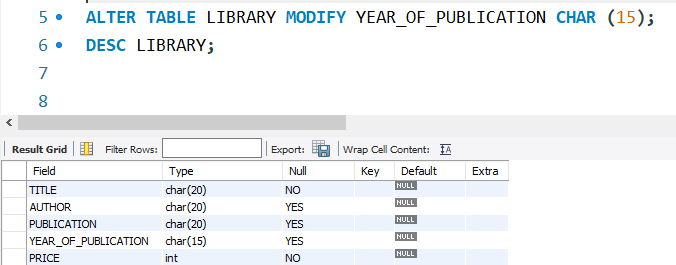 5 ALTER TABLE LIBRARY MODIFY YEAR_OF_PUBLICATION CHAR (15);
6 DESC LIBRARY;
7
8
Result Grid Filter Rows: Export: Wrap Cell Content:
Field Type Null Key Default Extra
TITLE char(20) NO NULL
AUTHOR char(20) YES NULL
PUBLICATION char(20) YES NULL
YEAR_OF_PUBLICATION char(15) YES NULL
PRICE int NO NULL